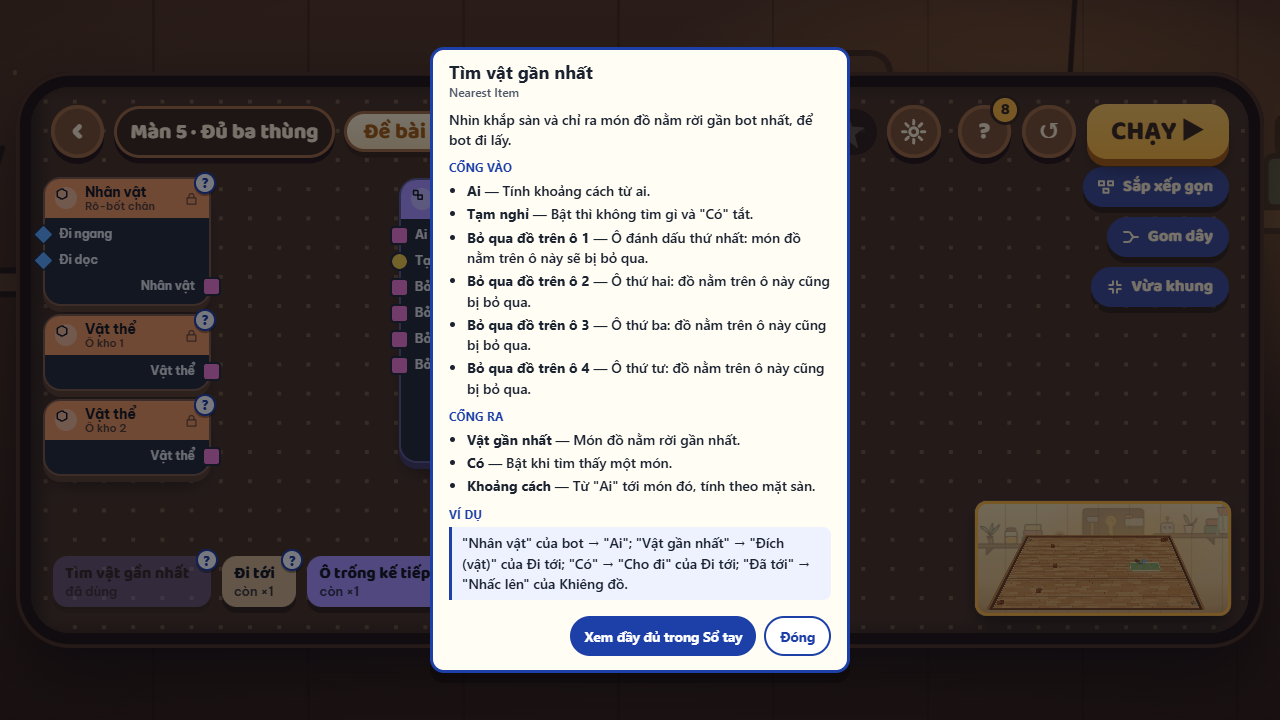 Màn 5 · Đủ ba thùng
Đề bài
?
8
CHẠY
Sắp xếp gọn
Gom dây
Vừa khung
Nhân vật
Rô-bốt chân
?
Đi ngang
Đi dọc
Nhân vật
Vật thể
Ô kho 1
?
Vật thể
Vật thể
Ô kho 2
?
Vật thể
Ai
Tìm vật gần nhất
đã dùng
?
Đi tới
còn ×1
?
Ô trống kế tiếp
còn ×1
Tìm vật gần nhất
Nearest Item
Nhìn khắp sàn và chỉ ra món đồ nằm rời gần bot nhất, để
bot đi lấy.
CỔNG VÀO
• Ai — Tính khoảng cách từ ai.
• Tạm nghỉ — Bật thì không tìm gì và "Có" tắt.
• Bỏ qua đồ trên ô 1 — Ô đánh dấu thứ nhất: món đồ
nằm trên ô này sẽ bị bỏ qua.
• Bỏ qua đồ trên ô 2 — Ô thứ hai: đồ nằm trên ô này cũng
bị bỏ qua.
• Bỏ qua đồ trên ô 3 — Ô thứ ba: đồ nằm trên ô này cũng
bị bỏ qua.
• Bỏ qua đồ trên ô 4 — Ô thứ tư: đồ nằm trên ô này cũng
bị bỏ qua.
CỔNG RA
• Vật gần nhất — Món đồ nằm rời gần nhất.
• Có — Bật khi tìm thấy một món.
• Khoảng cách — Từ "Ai" tới món đó, tính theo mặt sàn.
VÍ DỤ
"Nhân vật" của bot → "Ai"; "Vật gần nhất" → "Đích
(vật)" của Đi tới; "Có" → "Cho đi" của Đi tới; "Đã tới" →
"Nhấc lên" của Khiêng đồ.
Xem đầy đủ trong Sổ tay
Đóng